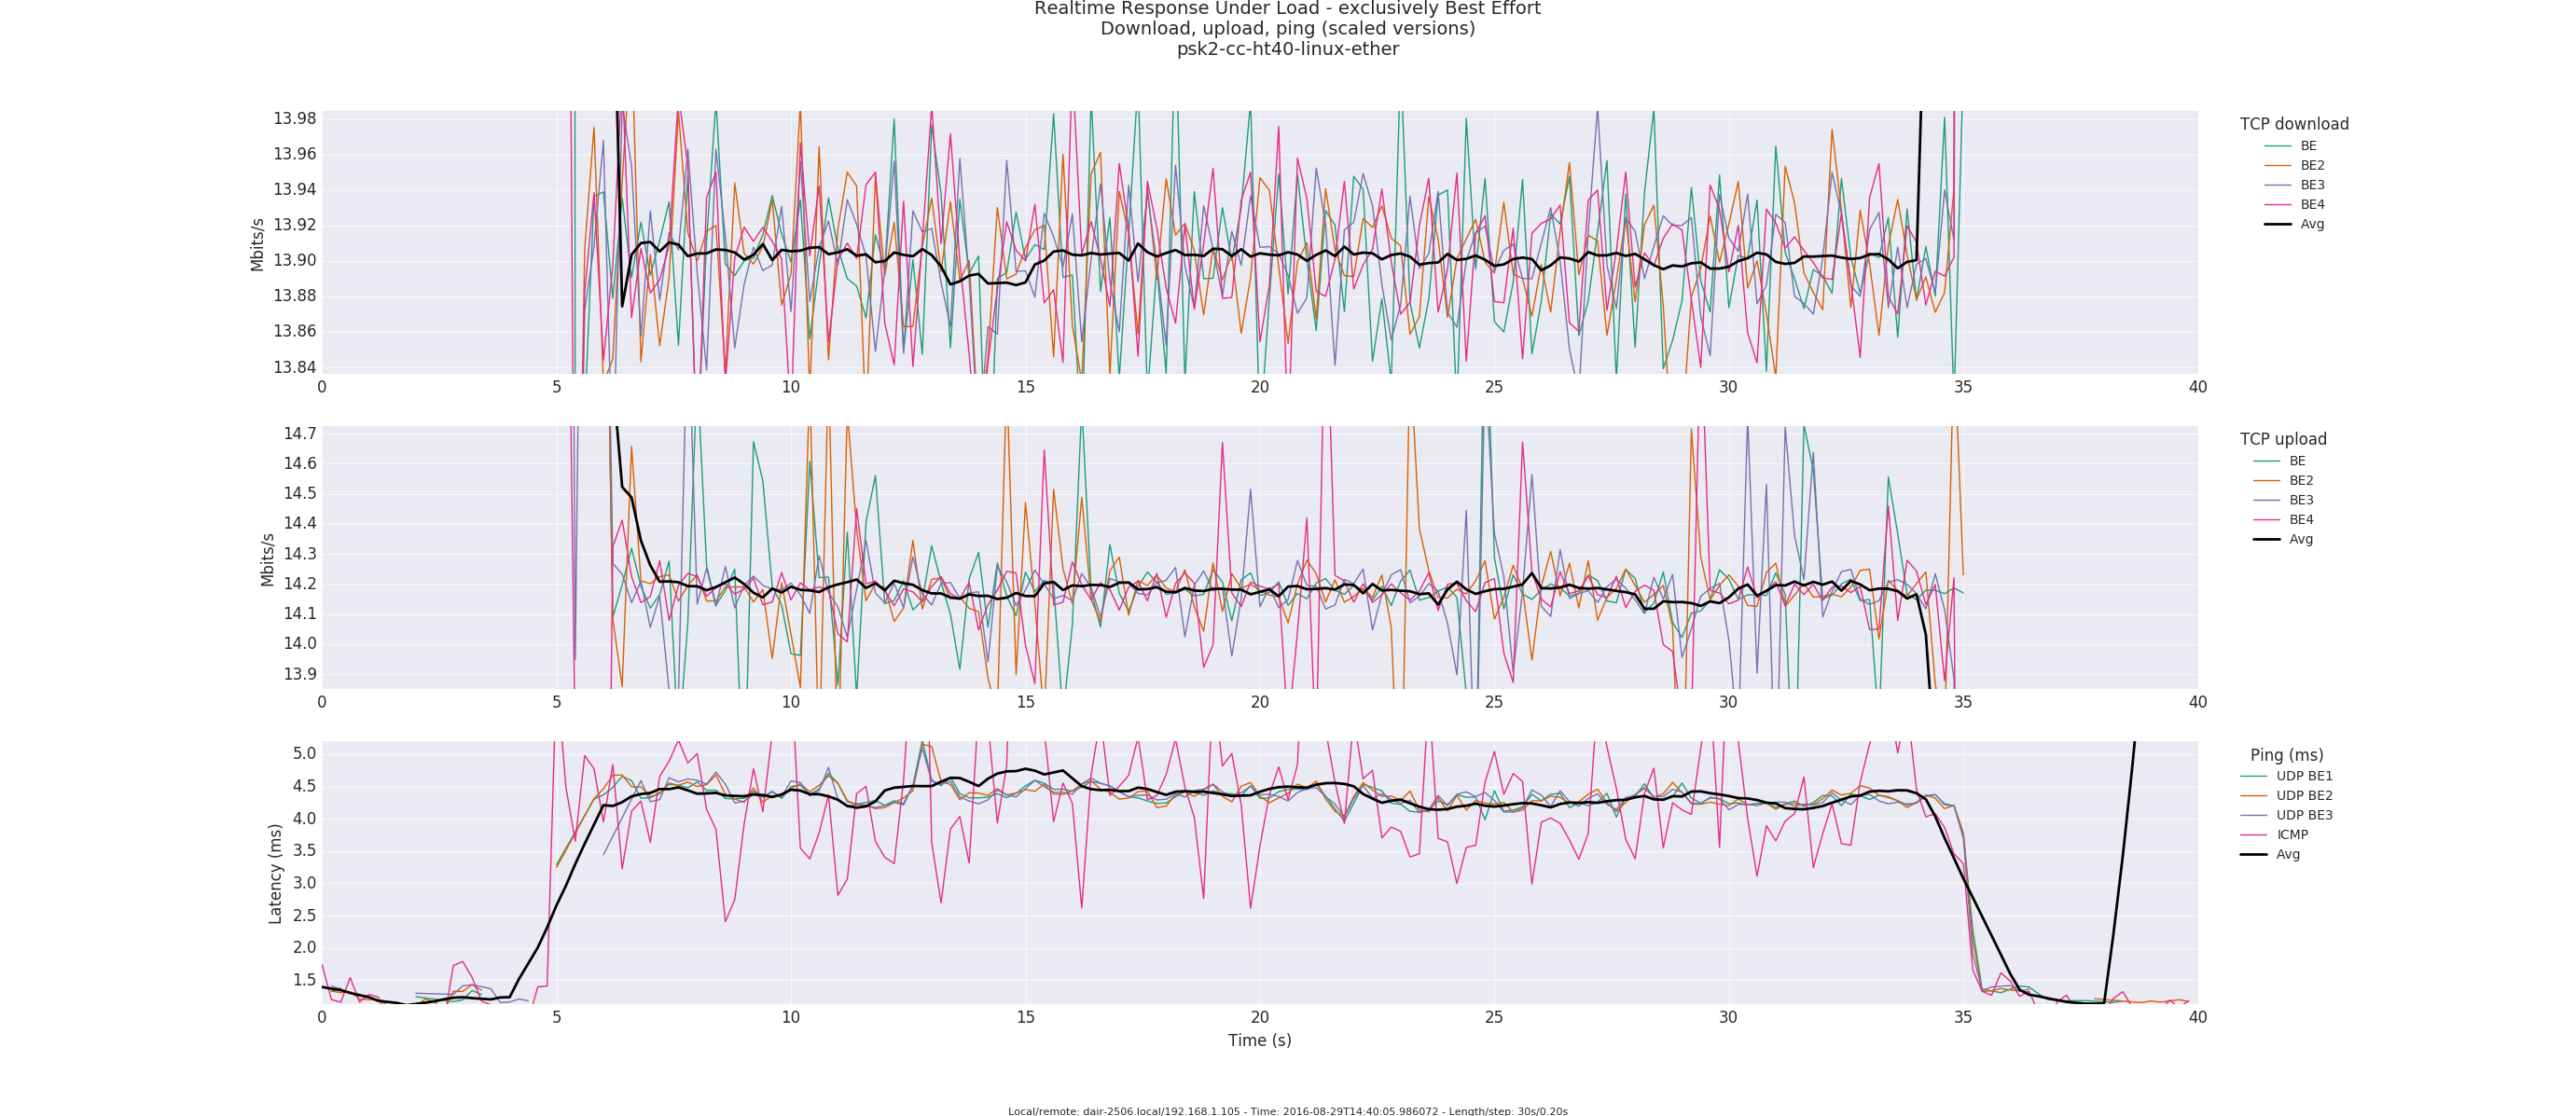 Realtime Response Under Load - exclusively Best Effort
Download, upload, ping (scaled versions)
psk2-cc-ht40-linux-ether
Mbits/s
13.98
13.96
13.94
13.92
13.90
13.88
13.86
13.84
0 5 10 15 20 25 30 35 40
TCP download
BE
BE2
BE3
BE4
Avg
Mbits/s
14.7
14.6
14.5
14.4
14.3
14.2
14.1
14.0
13.9
0 5 10 15 20 25 30 35 40
TCP upload
BE
BE2
BE3
BE4
Avg
Latency (ms)
5.0
4.5
4.0
3.5
3.0
2.5
2.0
1.5
0 5 10 15 20 25 30 35 40
Time (s)
Ping (ms)
UDP BE1
UDP BE2
UDP BE3
ICMP
Avg
Local/remote: dair-2506.local/192.168.1.105 - Time: 2016-08-29T14:40:05.986072 - Length/step: 30s/0.20s